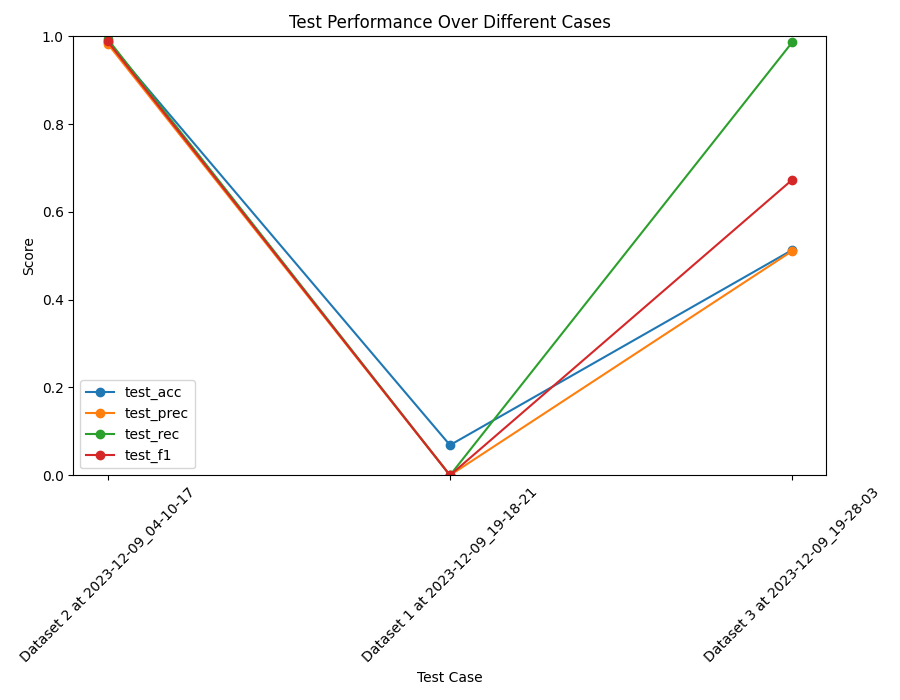 Test Performance Over Different Cases
Score
1.0
0.8
0.6
0.4
0.2
0.0
test_acc
test_prec
test_rec
test_f1
Dataset 2 at 2023-12-09_04-10-17
Dataset 1 at 2023-12-09_19-18-21
Dataset 3 at 2023-12-09_19-28-03
Test Case